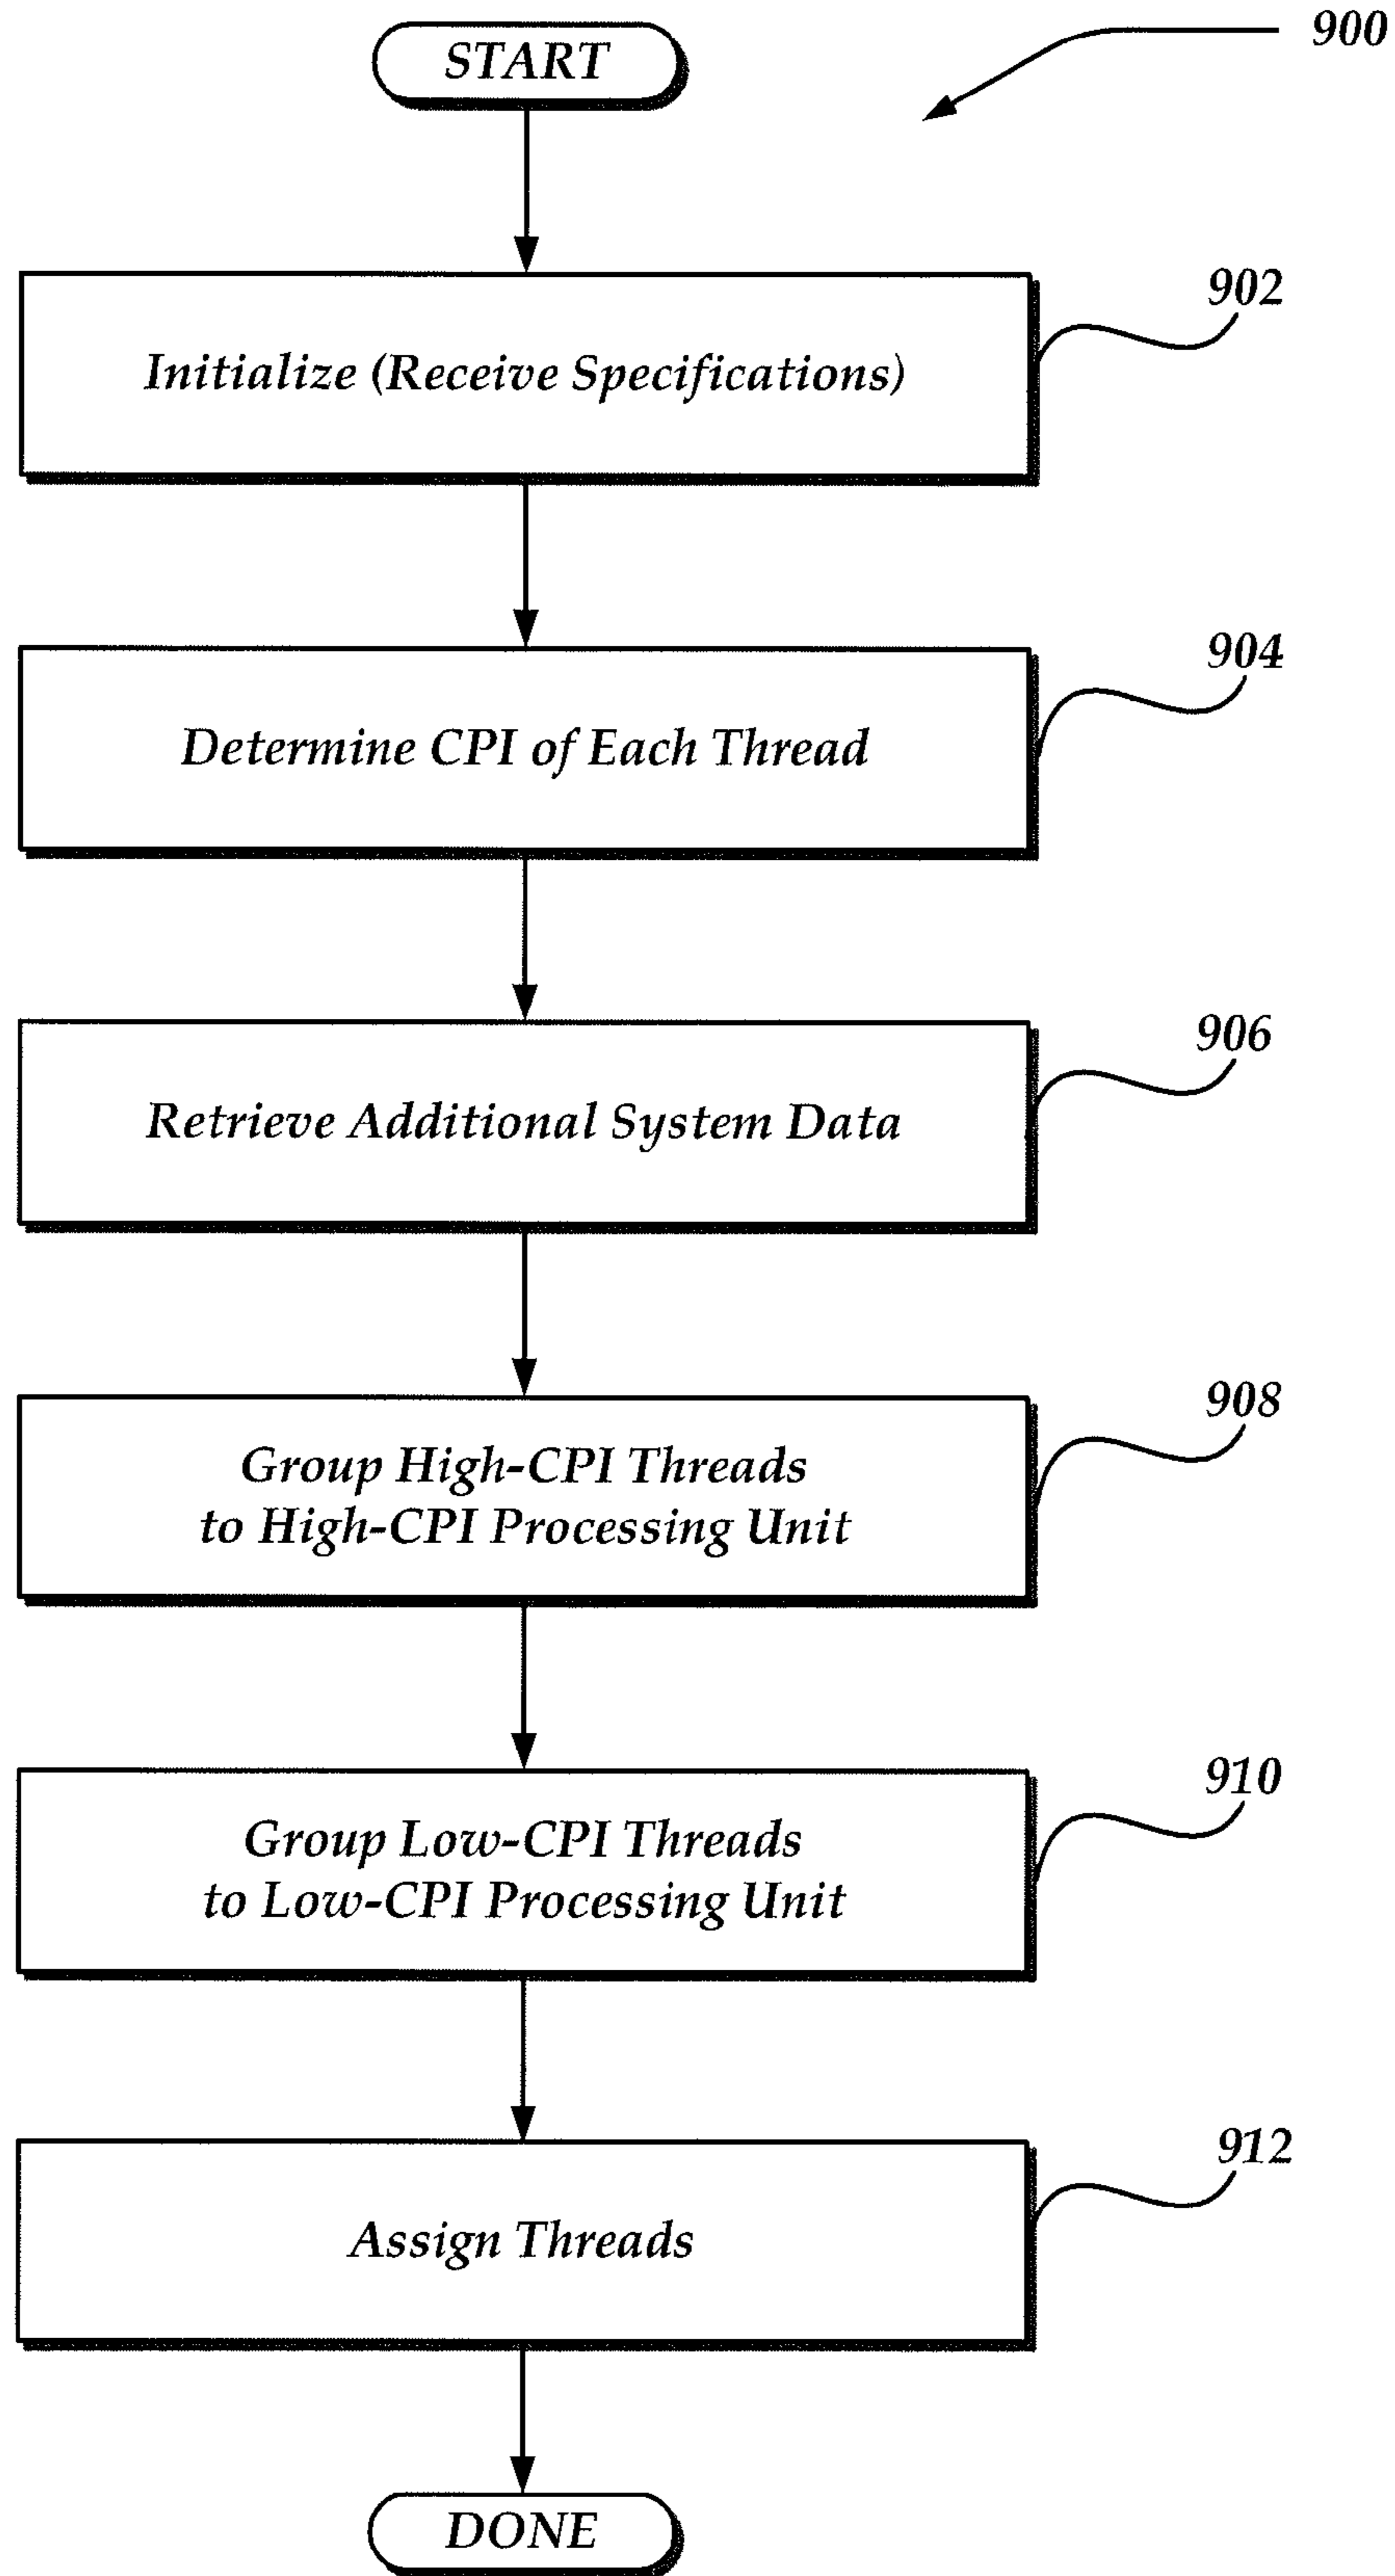 START
900
Initialize (Receive Specifications)
902
Determine CPI of Each Thread
904
Retrieve Additional System Data
906
Group High-CPI Threads
to High-CPI Processing Unit
908
Group Low-CPI Threads
to Low-CPI Processing Unit
910
Assign Threads
912
DONE